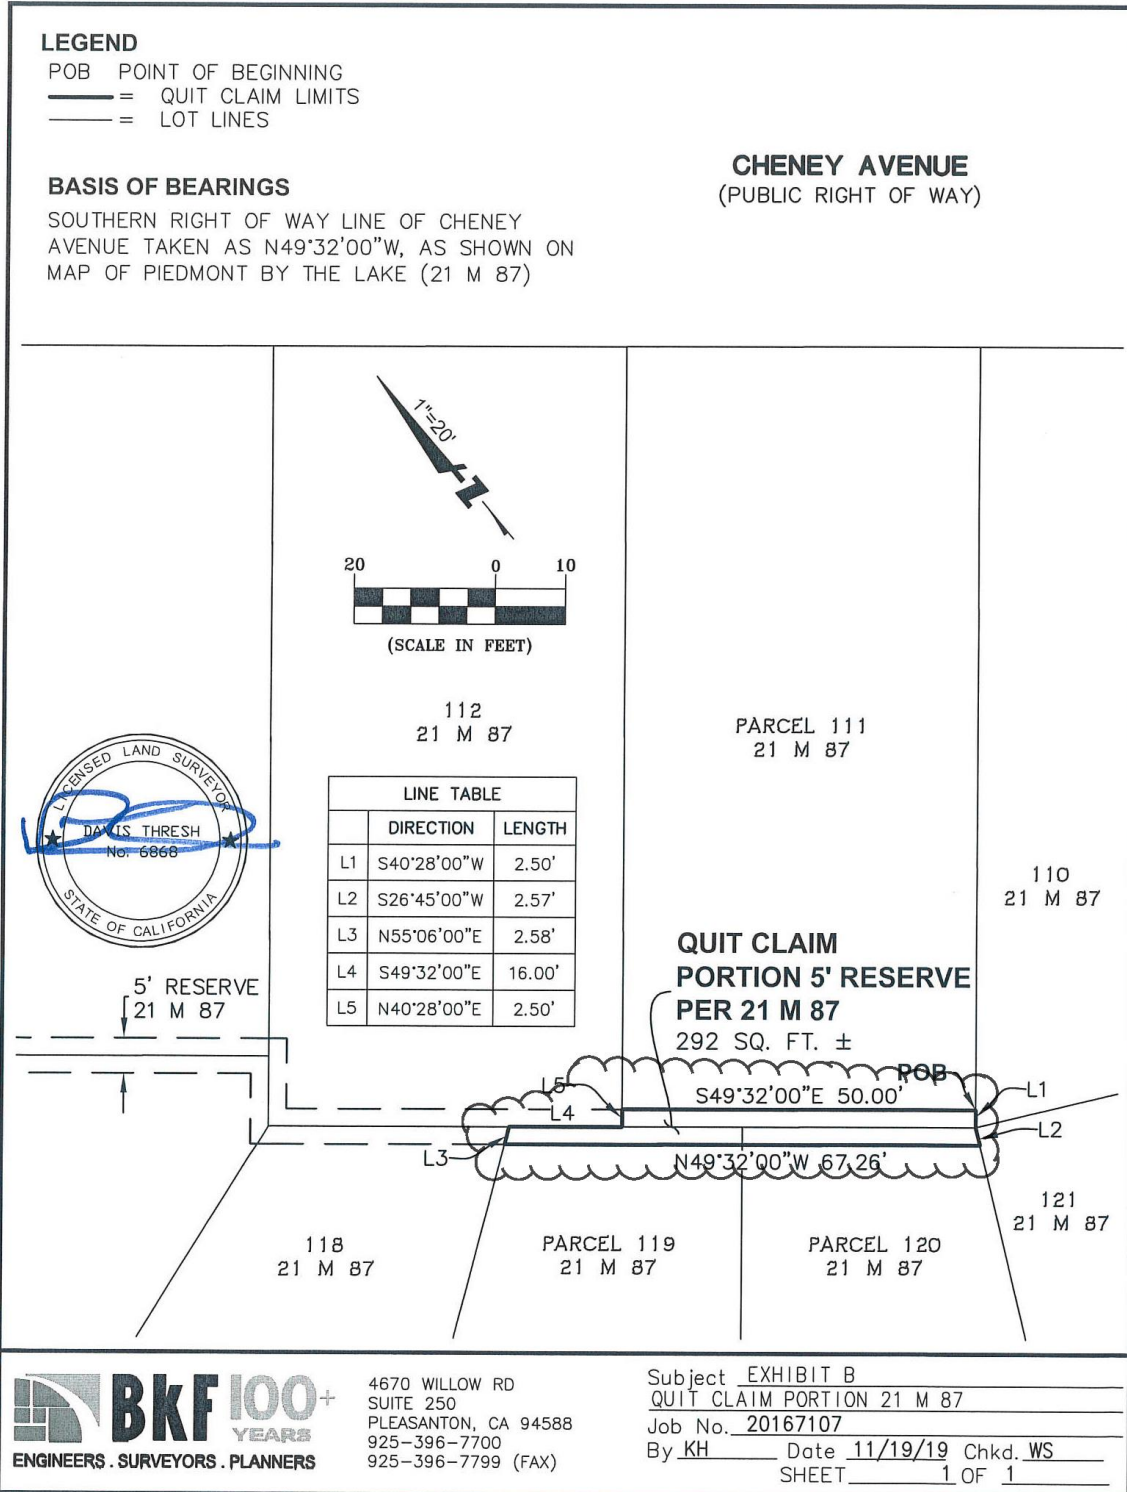 LEGEND
POB POINT OF BEGINNING
= QUIT CLAIM LIMITS
= LOT LINES
BASIS OF BEARINGS
SOUTHERN RIGHT OF WAY LINE OF CHENEY
AVENUE TAKEN AS N49°32'00"W, AS SHOWN ON
MAP OF PIEDMONT BY THE LAKE (21 M 87)
CHENEY AVENUE
(PUBLIC RIGHT OF WAY)
1"=20'
N
20 0 10
(SCALE IN FEET)
112
21 M 87
PARCEL 111
21 M 87
LICENSED LAND SURVEYOR
DAVIS THRESH
No. 6868
STATE OF CALIFORNIA
LINE TABLE
DIRECTION LENGTH
L1 S40°28'00"W 2.50'
L2 S26°45'00"W 2.57'
L3 N55°06'00"E 2.58'
L4 S49°32'00"E 16.00'
L5 N40°28'00"E 2.50'
110
21 M 87
QUIT CLAIM
PORTION 5' RESERVE
PER 21 M 87
292 SQ. FT. ±
5' RESERVE
21 M 87
POB
S49°32'00"E 50.00'
L5
L4
L1
L2
L3
N49°32'00"W 67.26'
121
21 M 87
118
21 M 87
PARCEL 119
21 M 87
PARCEL 120
21 M 87
BKF 100+
YEARS
ENGINEERS . SURVEYORS . PLANNERS
4670 WILLOW RD
SUITE 250
PLEASANTON, CA 94588
925-396-7700
925-396-7799 (FAX)
Subject EXHIBIT B
QUIT CLAIM PORTION 21 M 87
Job No. 20167107
By KH Date 11/19/19 Chkd. WS
SHEET 1 OF 1